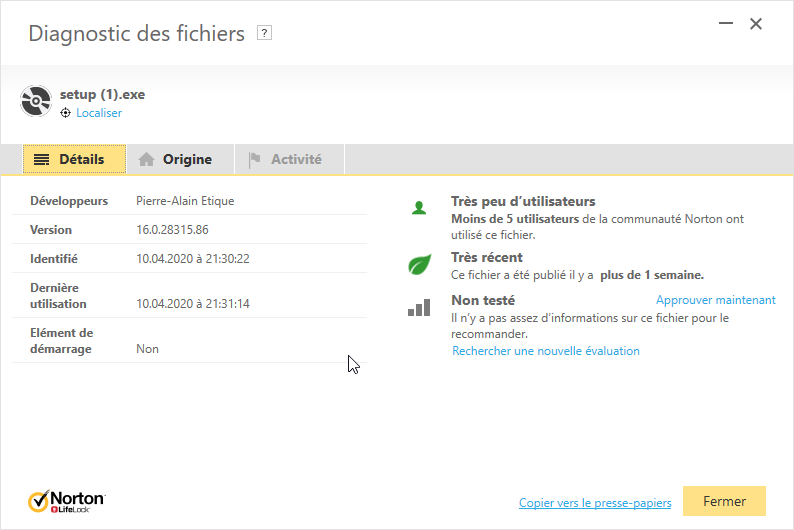 Diagnostic des fichiers ?
setup (1).exe
Localiser
Détails Origine Activité
Développeurs Pierre-Alain Etique
Version 16.0.28315.86
Identifié 10.04.2020 à 21:30:22
Dernière
utilisation 10.04.2020 à 21:31:14
Elément de
démarrage Non
Très peu d’utilisateurs
Moins de 5 utilisateurs de la communauté Norton ont
utilisé ce fichier.
Très récent
Ce fichier a été publié il y a plus de 1 semaine.
Non testé Approuver maintenant
Il n’y a pas assez d’informations sur ce fichier pour le
recommander.
Rechercher une nouvelle évaluation
Norton
LifeLock
Copier vers le presse-papiers Fermer